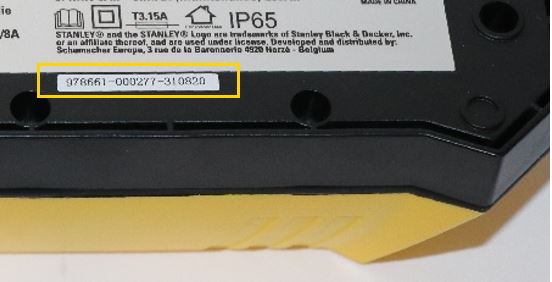 MADE IN CHINA
/8A
T3.15A IP65
STANLEY® and the STANLEY® Logo are trademarks of Stanley Black & Decker, Inc.
or an affiliate thereof, and are used under license. Developed and distributed by:
Schumacher Europe, 3 rue de la Baronnerie 4920 Harzé - Belgium
978661-000277-310820